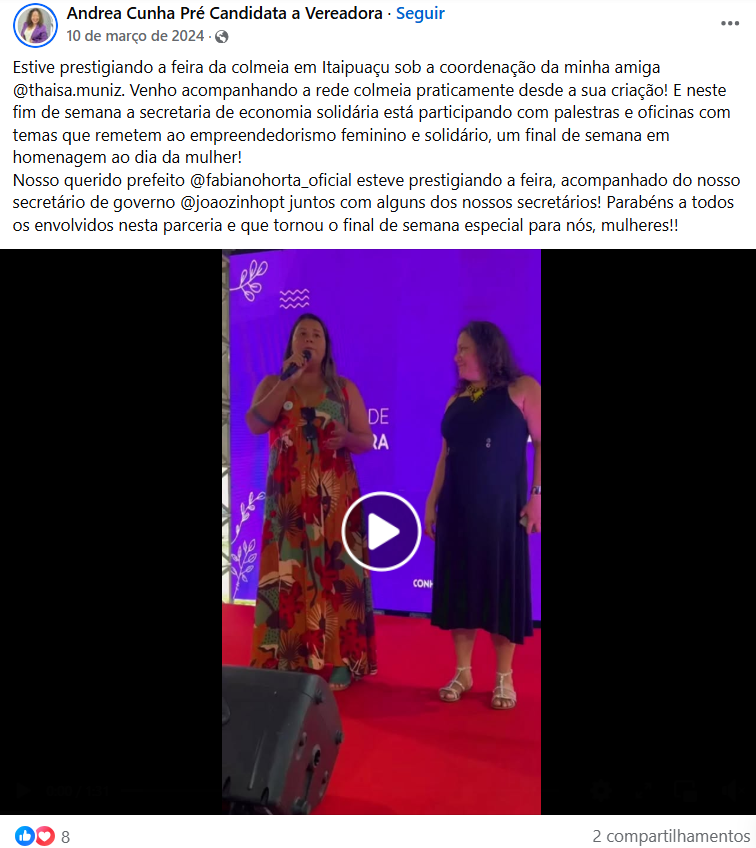 Andrea Cunha Pré Candidata a Vereadora · Seguir
10 de março de 2024 ·
Estive prestigiando a feira da colmeia em Itaipuaçu sob a coordenação da minha amiga
@thaisa.muniz. Venho acompanhando a rede colmeia praticamente desde a sua criação! E neste
fim de semana a secretaria de economia solidária está participando com palestras e oficinas com
temas que remetem ao empreendedorismo feminino e solidário, um final de semana em
homenagem ao dia da mulher!
Nosso querido prefeito @fabianohorta_oficial esteve prestigiando a feira, acompanhado do nosso
secretário de governo @joaozinhopt juntos com alguns dos nossos secretários! Parabéns a todos
os envolvidos nesta parceria e que tornou o final de semana especial para nós, mulheres!!
DE
RA
CONH
8
2 compartilhamentos